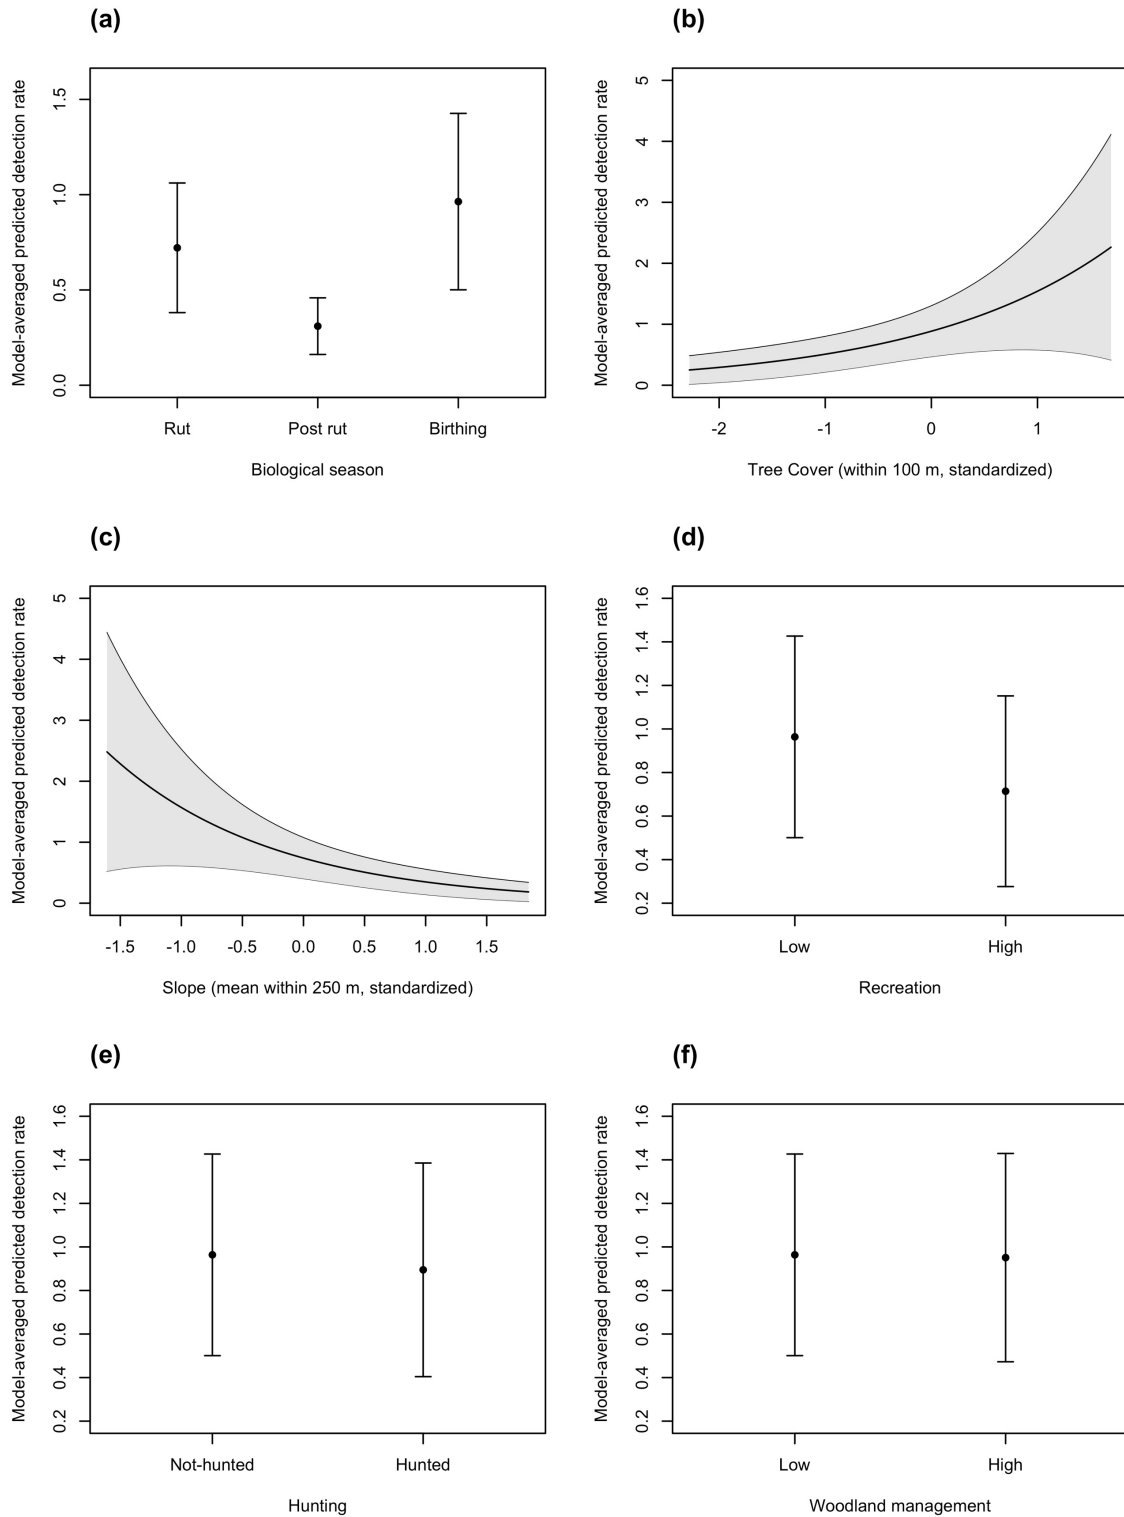 (a)
Model-averaged predicted detection rate
1.5
1.0
0.5
0.0
Rut Post rut Birthing
Biological season
(b)
Model-averaged predicted detection rate
5
4
3
2
1
0
-2 -1 0 1
Tree Cover (within 100 m, standardized)
(c)
Model-averaged predicted detection rate
5
4
3
2
1
0
-1.5 -1.0 -0.5 0.0 0.5 1.0 1.5
Slope (mean within 250 m, standardized)
(d)
Model-averaged predicted detection rate
1.6
1.4
1.2
1.0
0.8
0.6
0.4
0.2
Low High
Recreation
(e)
Model-averaged predicted detection rate
1.6
1.4
1.2
1.0
0.8
0.6
0.4
0.2
Not-hunted Hunted
Hunting
(f)
Model-averaged predicted detection rate
1.6
1.4
1.2
1.0
0.8
0.6
0.4
0.2
Low High
Woodland management